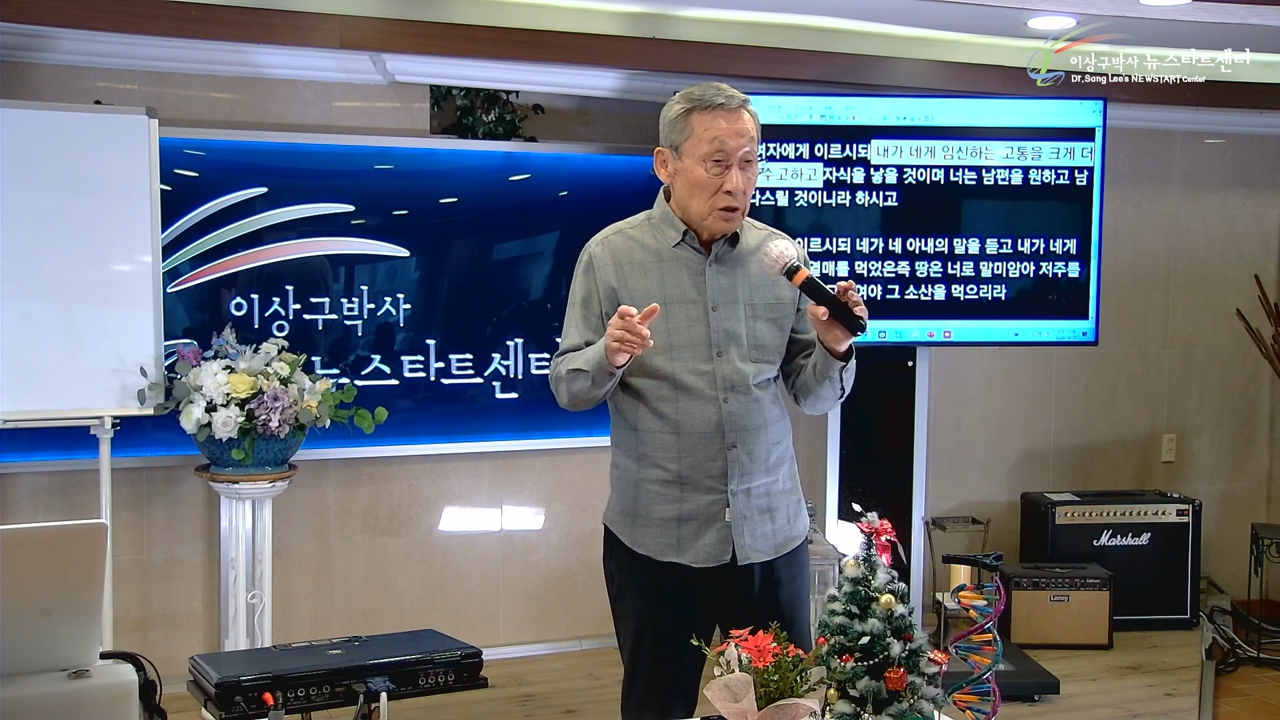 이상구박사 뉴스타트센터
Dr.Sang Lee's NEWSTART Center
여자에게 이르시되 내가 네게 임신하는 고통을 크게 더
수고하고 자식을 낳을 것이며 너는 남편을 원하고 남
다스릴 것이니라 하시고
이르시되 네가 네 아내의 말을 듣고 내가 네게
열매를 먹었은즉 땅은 너로 말미암아 저주를
여야 그 소산을 먹으리라
이상구박사
뉴스타트센터
Marshall
Laney